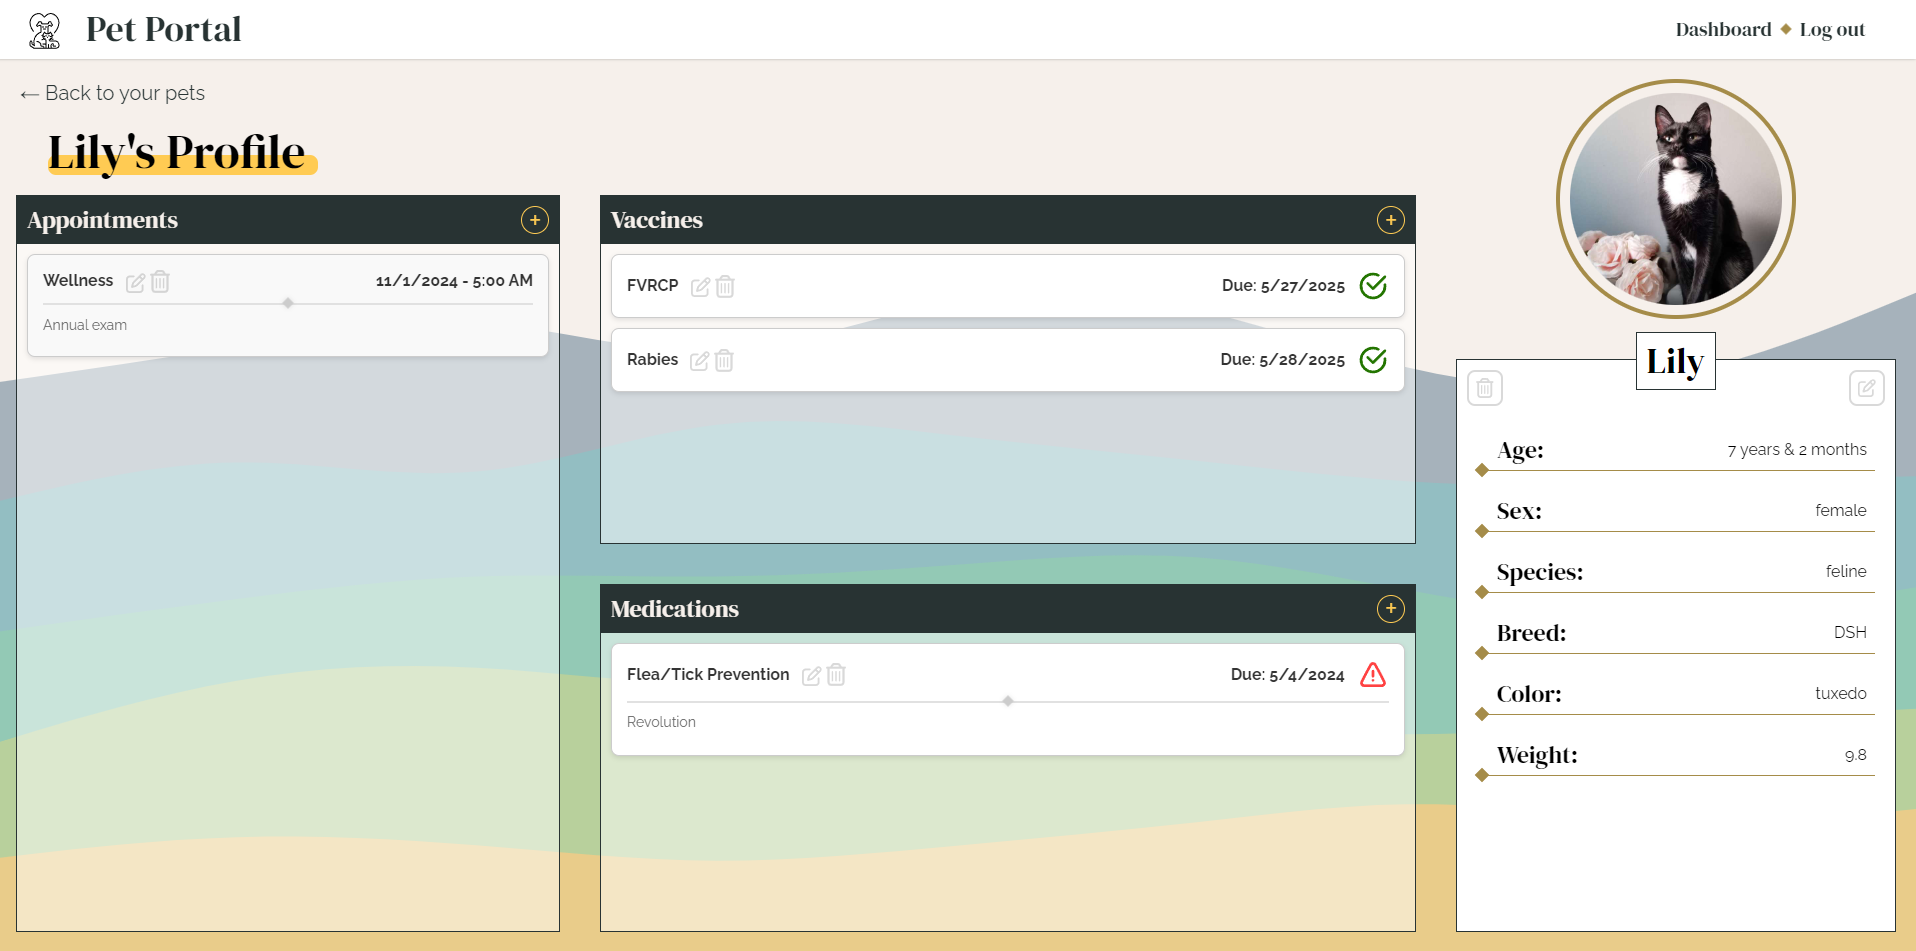 Pet Portal
Dashboard ◆ Log out
← Back to your pets
Lily's Profile
Appointments
+
Wellness
11/1/2024 - 5:00 AM
Annual exam
Vaccines
+
FVRCP
Due: 5/27/2025
Rabies
Due: 5/28/2025
Medications
+
Flea/Tick Prevention
Due: 5/4/2024
Revolution
Lily
Age: 7 years & 2 months
Sex: female
Species: feline
Breed: DSH
Color: tuxedo
Weight: 9.8